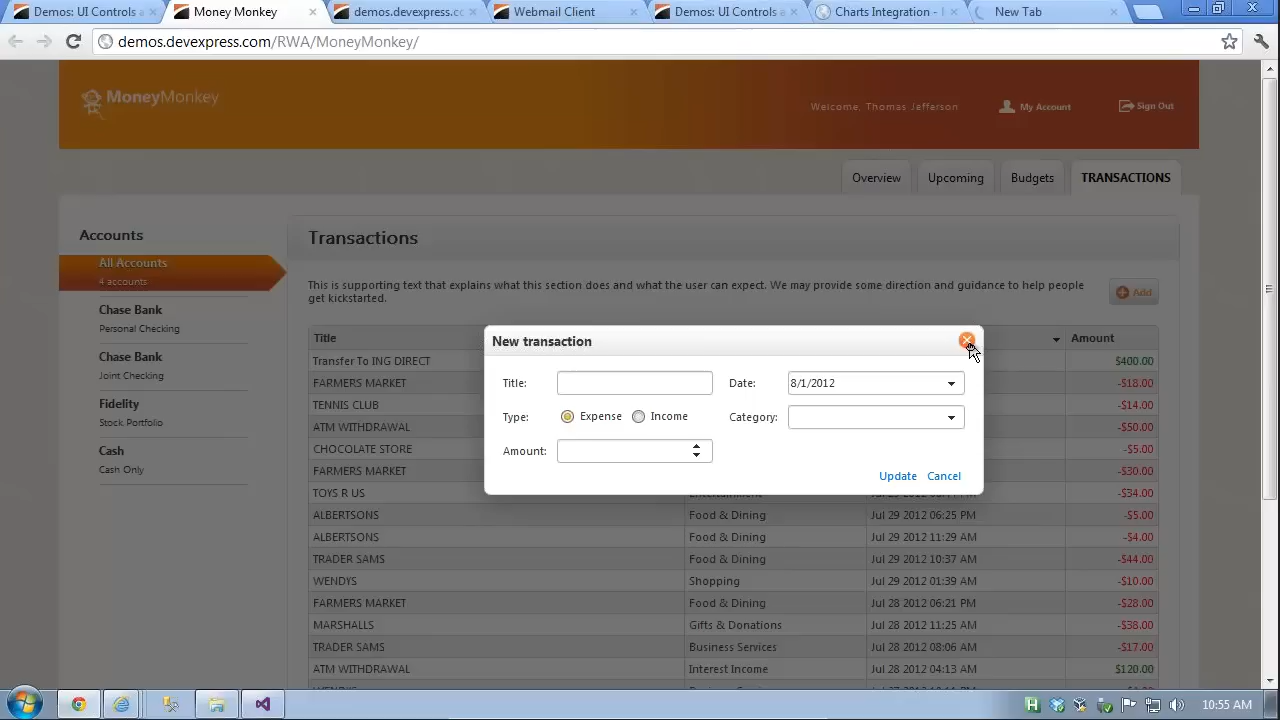 Demos: UI Controls a
Money Monkey
demos.devexpress.co
Webmail Client
Demos: UI Controls a
Charts Integration -
New Tab
demos.devexpress.com/RWA/MoneyMonkey/
MoneyMonkey
Welcome, Thomas Jefferson
My Account
Sign Out
Overview
Upcoming
Budgets
TRANSACTIONS
Accounts
All Accounts
4 accounts
Chase Bank
Personal Checking
Chase Bank
Joint Checking
Fidelity
Stock Portfolio
Cash
Cash Only
Transactions
This is supporting text that explains what this section does and what the user can expect. We may provide some direction and guidance to help people
get kickstarted.
Add
Title Amount
Transfer To ING DIRECT $400.00
FARMERS MARKET -$18.00
TENNIS CLUB -$14.00
ATM WITHDRAWAL -$50.00
CHOCOLATE STORE -$5.00
FARMERS MARKET -$30.00
TOYS R US Entertainment -$34.00
ALBERTSONS Food & Dining Jul 29 2012 06:25 PM -$5.00
ALBERTSONS Food & Dining Jul 29 2012 11:29 AM -$4.00
TRADER SAMS Food & Dining Jul 29 2012 10:37 AM -$44.00
WENDYS Shopping Jul 29 2012 01:39 AM -$10.00
FARMERS MARKET Food & Dining Jul 28 2012 06:21 PM -$28.00
MARSHALLS Gifts & Donations Jul 28 2012 11:25 AM -$38.00
TRADER SAMS Business Services Jul 28 2012 08:06 AM -$17.00
ATM WITHDRAWAL Interest Income Jul 28 2012 04:13 AM $120.00
New transaction
Title: Date: 8/1/2012
Type: Expense Income Category:
Amount:
Update Cancel
10:55 AM